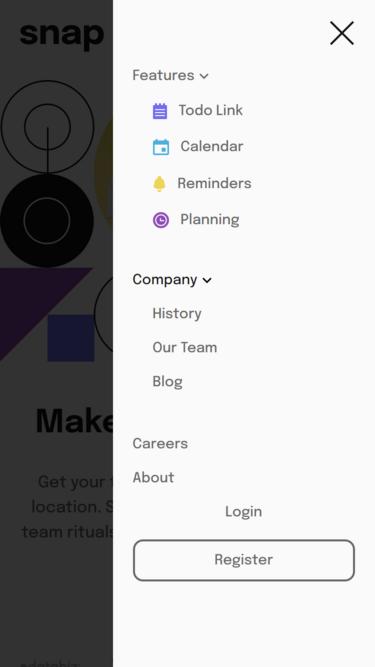 snap
Features
Todo Link
Calendar
Reminders
Planning
Company
History
Our Team
Blog
Make
Careers
About
Get your
location. S
team rituals
Login
Register